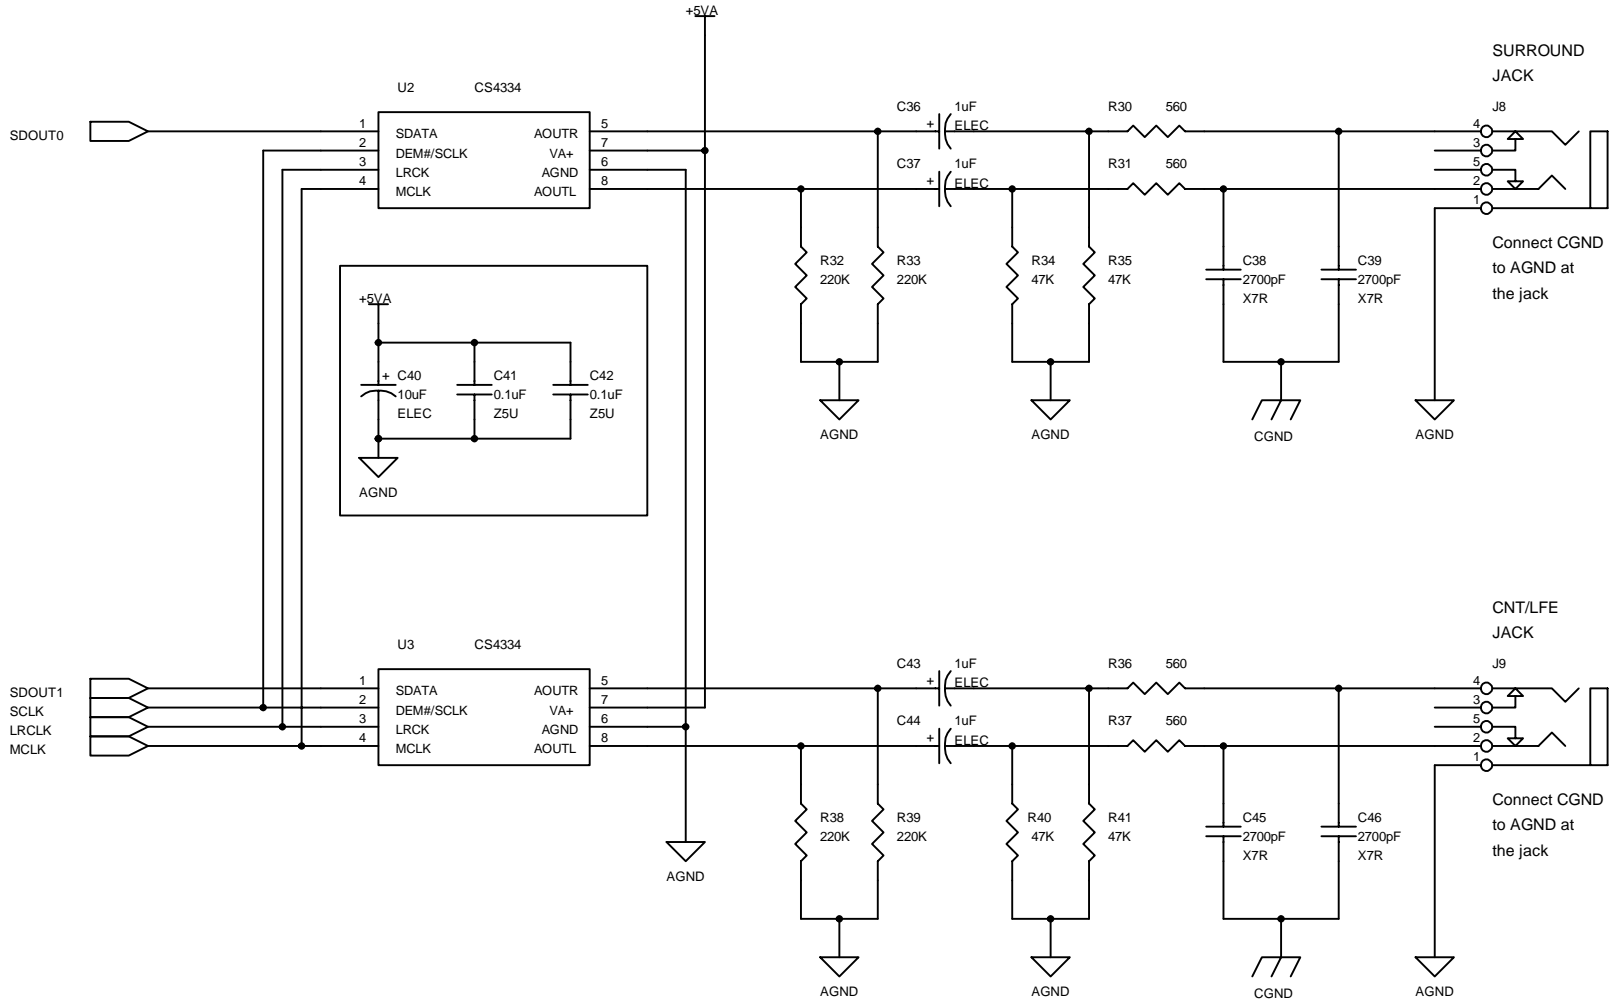 +5VA
SURROUND
JACK
U2 CS4334
C36 1uF R30 560 J8
ELEC
SDOUT0
1 SDATA AOUTR 5
2 DEM#/SCLK VA+ 7
3 LRCK AGND 6
4 MCLK AOUTL 8
+
C37 1uF R31 560
+ ELEC
4
3
5
2
1
Connect CGND
to AGND at
the jack
R32
220K
R33
220K
R34
47K
R35
47K
C38
2700pF
X7R
C39
2700pF
X7R
+5VA
+ C40
10uF
ELEC
C41
0.1uF
Z5U
C42
0.1uF
Z5U
AGND
AGND
AGND
CGND
AGND
CNT/LFE
JACK
U3 CS4334
C43 1uF R36 560 J9
+ ELEC
SDOUT1
SCLK
LRCLK
MCLK
1 SDATA AOUTR 5
2 DEM#/SCLK VA+ 7
3 LRCK AGND 6
4 MCLK AOUTL 8
C44 1uF R37 560
+ ELEC
4
3
5
2
1
Connect CGND
to AGND at
the jack
R38
220K
R39
220K
R40
47K
R41
47K
C45
2700pF
X7R
C46
2700pF
X7R
AGND
AGND
AGND
CGND
AGND